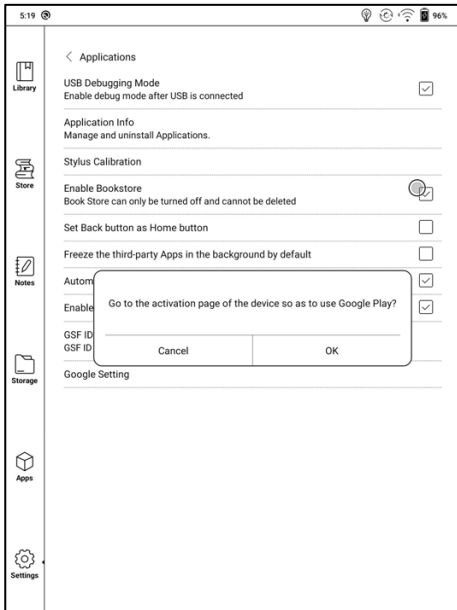 5:19
96%
Applications
Library
USB Debugging Mode
Enable debug mode after USB is connected
Application Info
Manage and uninstall Applications.
Stylus Calibration
Store
Enable Bookstore
Book Store can only be turned off and cannot be deleted
Set Back button as Home button
Freeze the third-party Apps in the background by default
Notes
Autom
Enable
Go to the activation page of the device so as to use Google Play?
GSF ID
GSF ID
Cancel
OK
Storage
Google Setting
Apps
Settings